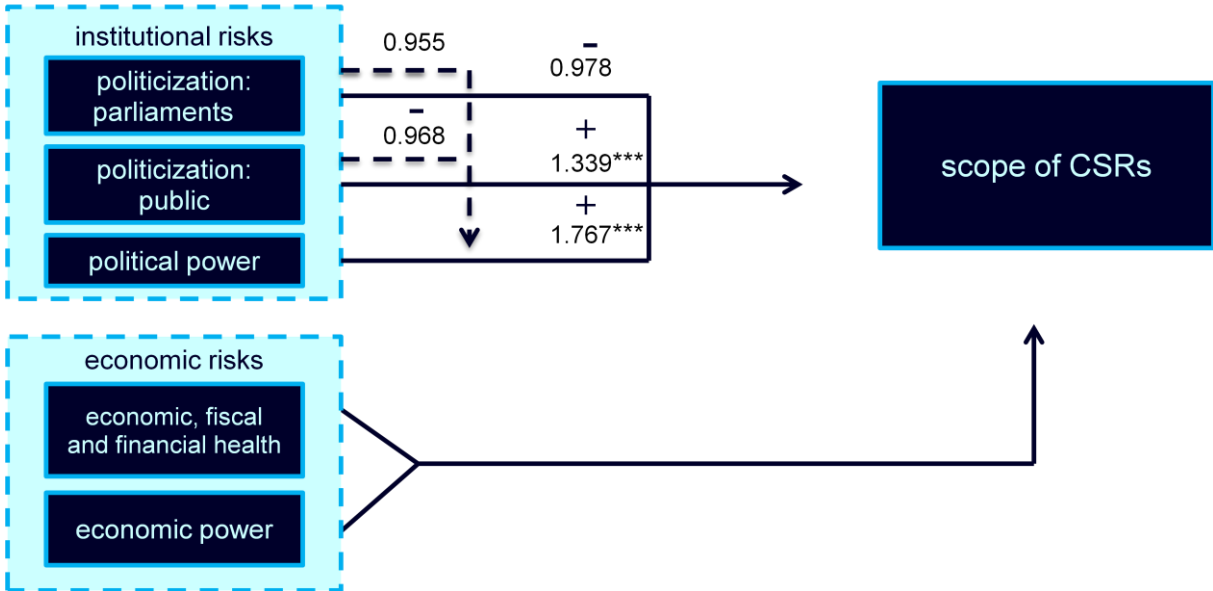 institutional risks
politicization:
parliaments
politicization:
public
political power
0.955
–
0.968
–
0.978
+
1.339***
+
1.767***
scope of CSRs
economic risks
economic, fiscal
and financial health
economic power